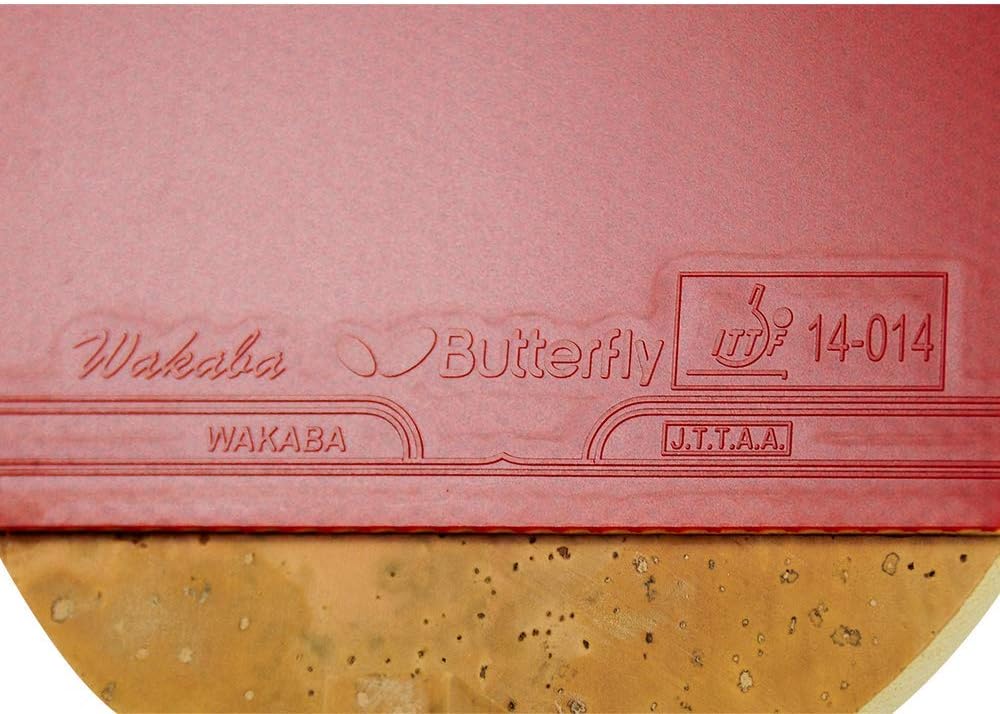 Wakaba Butterfly ITTF 14-014
WAKABA J.T.T.A.A.